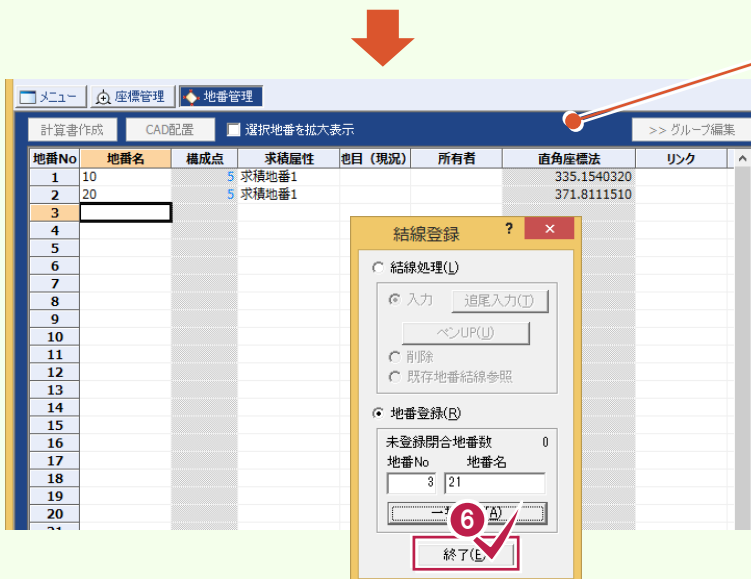 メニュー 座標管理 地番管理
計算書作成 CAD配置 選択地番を拡大表示 >> グループ編集
地番No 地番名 構成点 求積属性 地目（現況） 所有者 直角座標法 リンク
1 10 5 求積地番1 335.1540320
2 20 5 求積地番1 371.8111510
3
4
5
6
7
8
9
10
11
12
13
14
15
16
17
18
19
20
21
結線登録 ? ×
結線処理(L)
入力 追尾入力(T)
ペンUP(U)
削除
既存地番結線参照
地番登録(R)
未登録閉合地番数 0
地番No 地番名
3 21
(A)
6
終了(E)